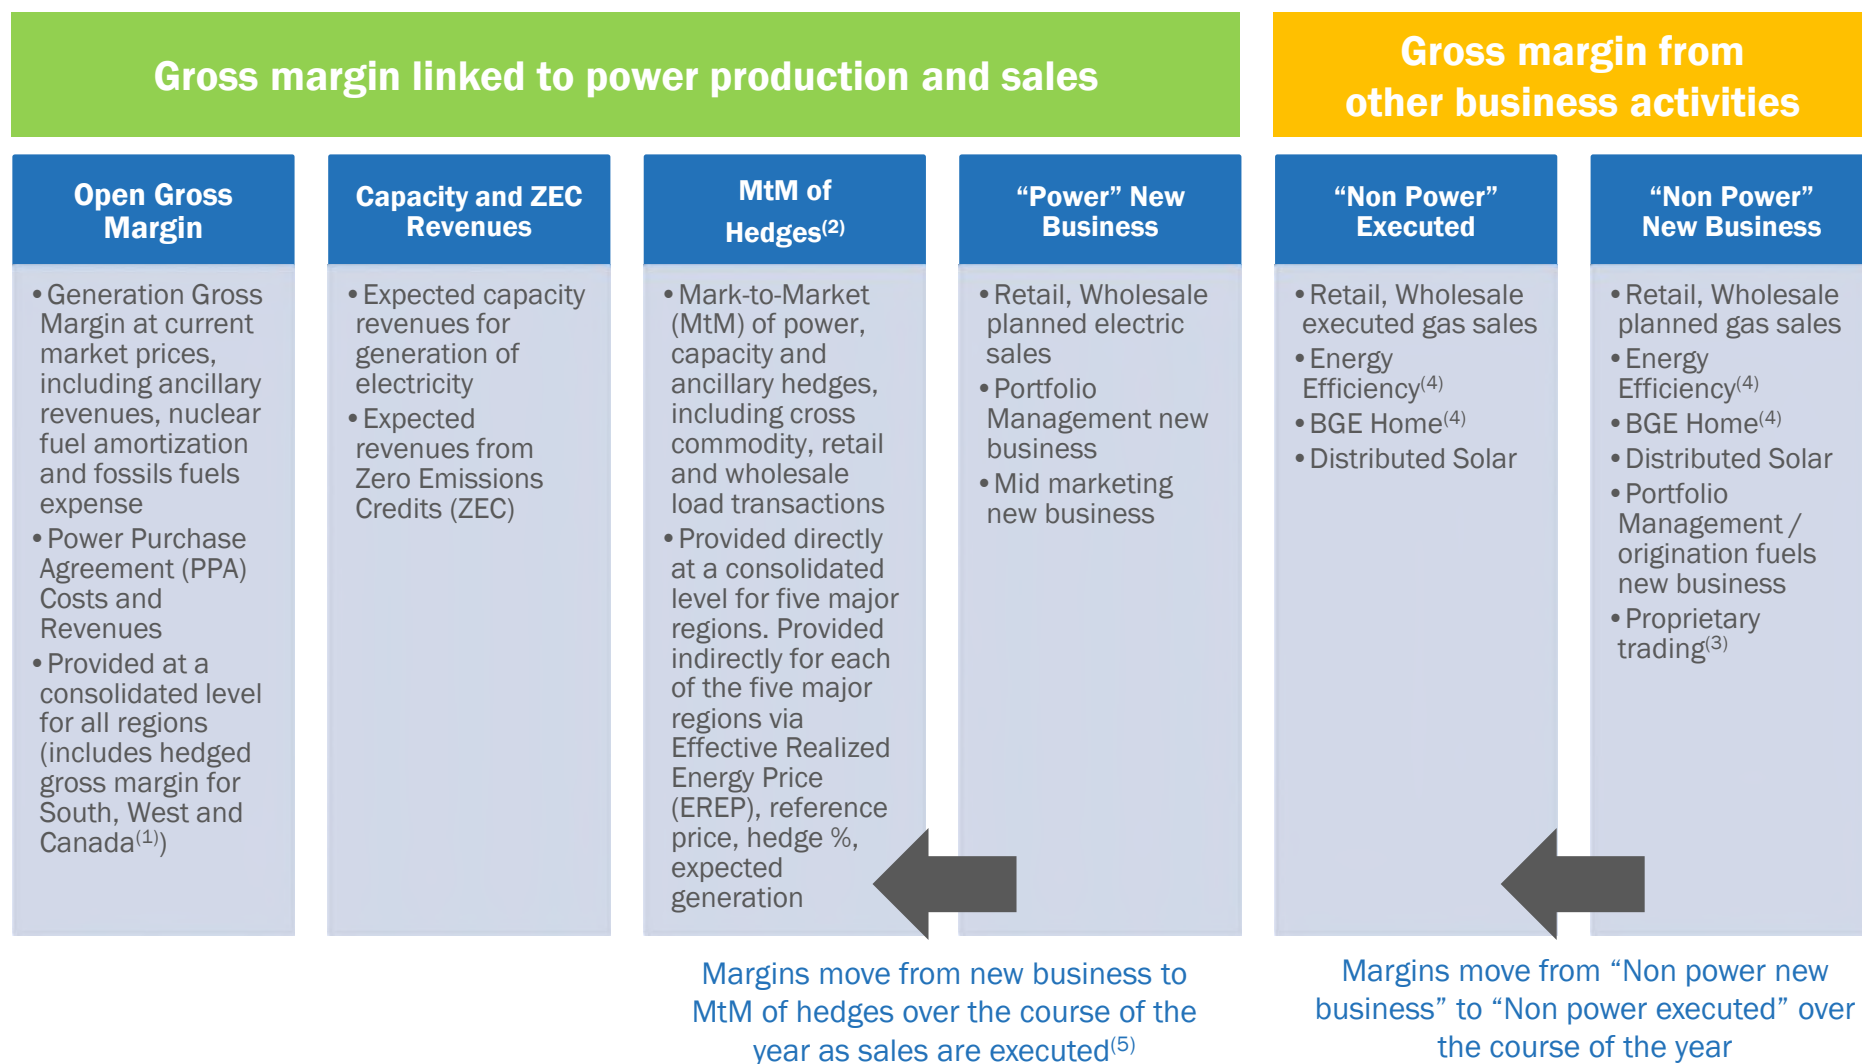 Gross margin linked to power production and sales
Gross margin from
other business activities
Open Gross
Margin
•Generation Gross
Margin at current
market prices,
including ancillary
revenues, nuclear
fuel amortization
and fossils fuels
expense
•Power Purchase
Agreement (PPA)
Costs and
Revenues
•Provided at a
consolidated level
for all regions
(includes hedged
gross margin for
South, West and
Canada(1))
Capacity and ZEC
Revenues
•Expected capacity
revenues for
generation of
electricity
•Expected
revenues from
Zero Emissions
Credits (ZEC)
MtM of
Hedges(2)
•Mark-to-Market
(MtM) of power,
capacity and
ancillary hedges,
including cross
commodity, retail
and wholesale
load transactions
•Provided directly
at a consolidated
level for five major
regions. Provided
indirectly for each
of the five major
regions via
Effective Realized
Energy Price
(EREP), reference
price, hedge %,
expected
generation
“Power” New
Business
•Retail, Wholesale
planned electric
sales
•Portfolio
Management new
business
•Mid marketing
new business
“Non Power”
Executed
•Retail, Wholesale
executed gas sales
•Energy
Efficiency(4)
•BGE Home(4)
•Distributed Solar
“Non Power”
New Business
•Retail, Wholesale
planned gas sales
•Energy
Efficiency(4)
•BGE Home(4)
•Distributed Solar
•Portfolio
Management /
origination fuels
new business
•Proprietary
trading(3)
Margins move from new business to
MtM of hedges over the course of the
year as sales are executed(5)
Margins move from “Non power new
business” to “Non power executed” over
the course of the year